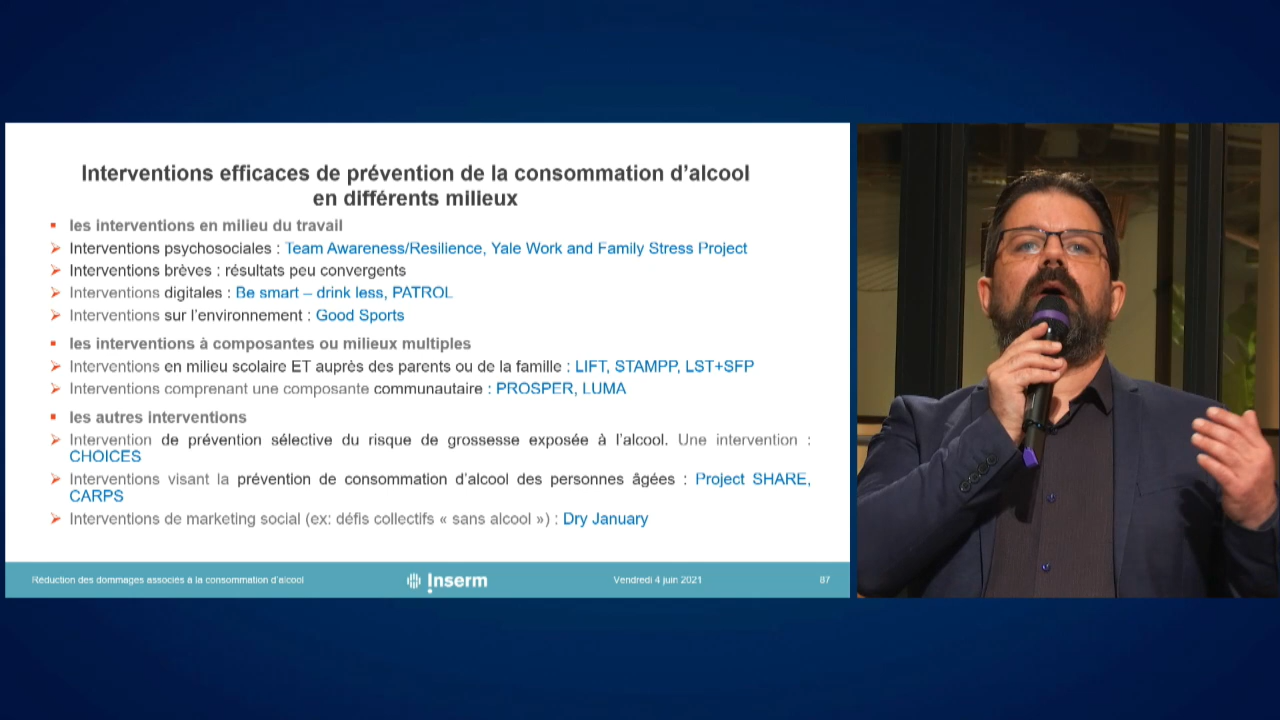 Interventions efficaces de prévention de la consommation d'alcool
en différents milieux
▪ les interventions en milieu du travail
➢ Interventions psychosociales : Team Awareness/Resilience, Yale Work and Family Stress Project
➢ Interventions brèves : résultats peu convergents
➢ Interventions digitales : Be smart – drink less, PATROL
➢ Interventions sur l'environnement : Good Sports
▪ les interventions à composantes ou milieux multiples
➢ Interventions en milieu scolaire ET auprès des parents ou de la famille : LIFT, STAMPP, LST+SFP
➢ Interventions comprenant une composante communautaire : PROSPER, LUMA
▪ les autres interventions
➢ Intervention de prévention sélective du risque de grossesse exposée à l'alcool. Une intervention :
CHOICES
➢ Interventions visant la prévention de consommation d'alcool des personnes âgées : Project SHARE,
CARPS
➢ Interventions de marketing social (ex: défis collectifs « sans alcool ») : Dry January
Réduction des dommages associés à la consommation d'alcool
Inserm
Vendredi 4 juin 2021
87